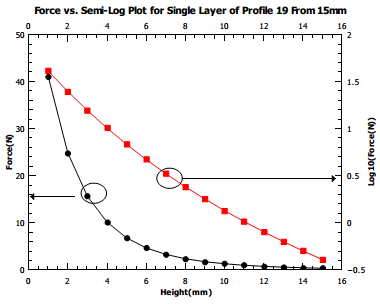 Force vs. Semi-Log Plot for Single Layer of Profile 19 From 15mm
0 2 4 6 8 10 12 14 16
50 2
40 1.5
30 1
20 0.5
10 0
0 −0.5
0 2 4 6 8 10 12 14 16
Force(N)
Log10(Force(N)
Height(mm)